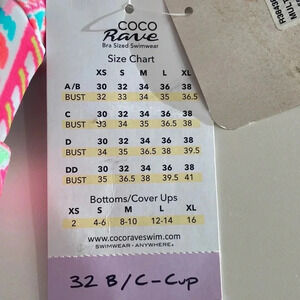 COCO
Rave
Bra Sized Swimwear
Size Chart
XS S M L XL
A/B 30 32 34 36 38
BUST 32 33 34 35 36.5
C 30 32 34 36 38
BUST 33 34 35 36.5 38
D 30 32 34 36 38
BUST 34 35 36.5 38 39.5
DD 30 32 34 36 38
BUST 35 36.5 38 39.5 41
Bottoms/Cover Ups
XS S M L XL
2 4-6 8-10 12-14 16
www.cocoraveswim.com
SWIMWEAR - ANYWHERE.
32 B/C-Cup